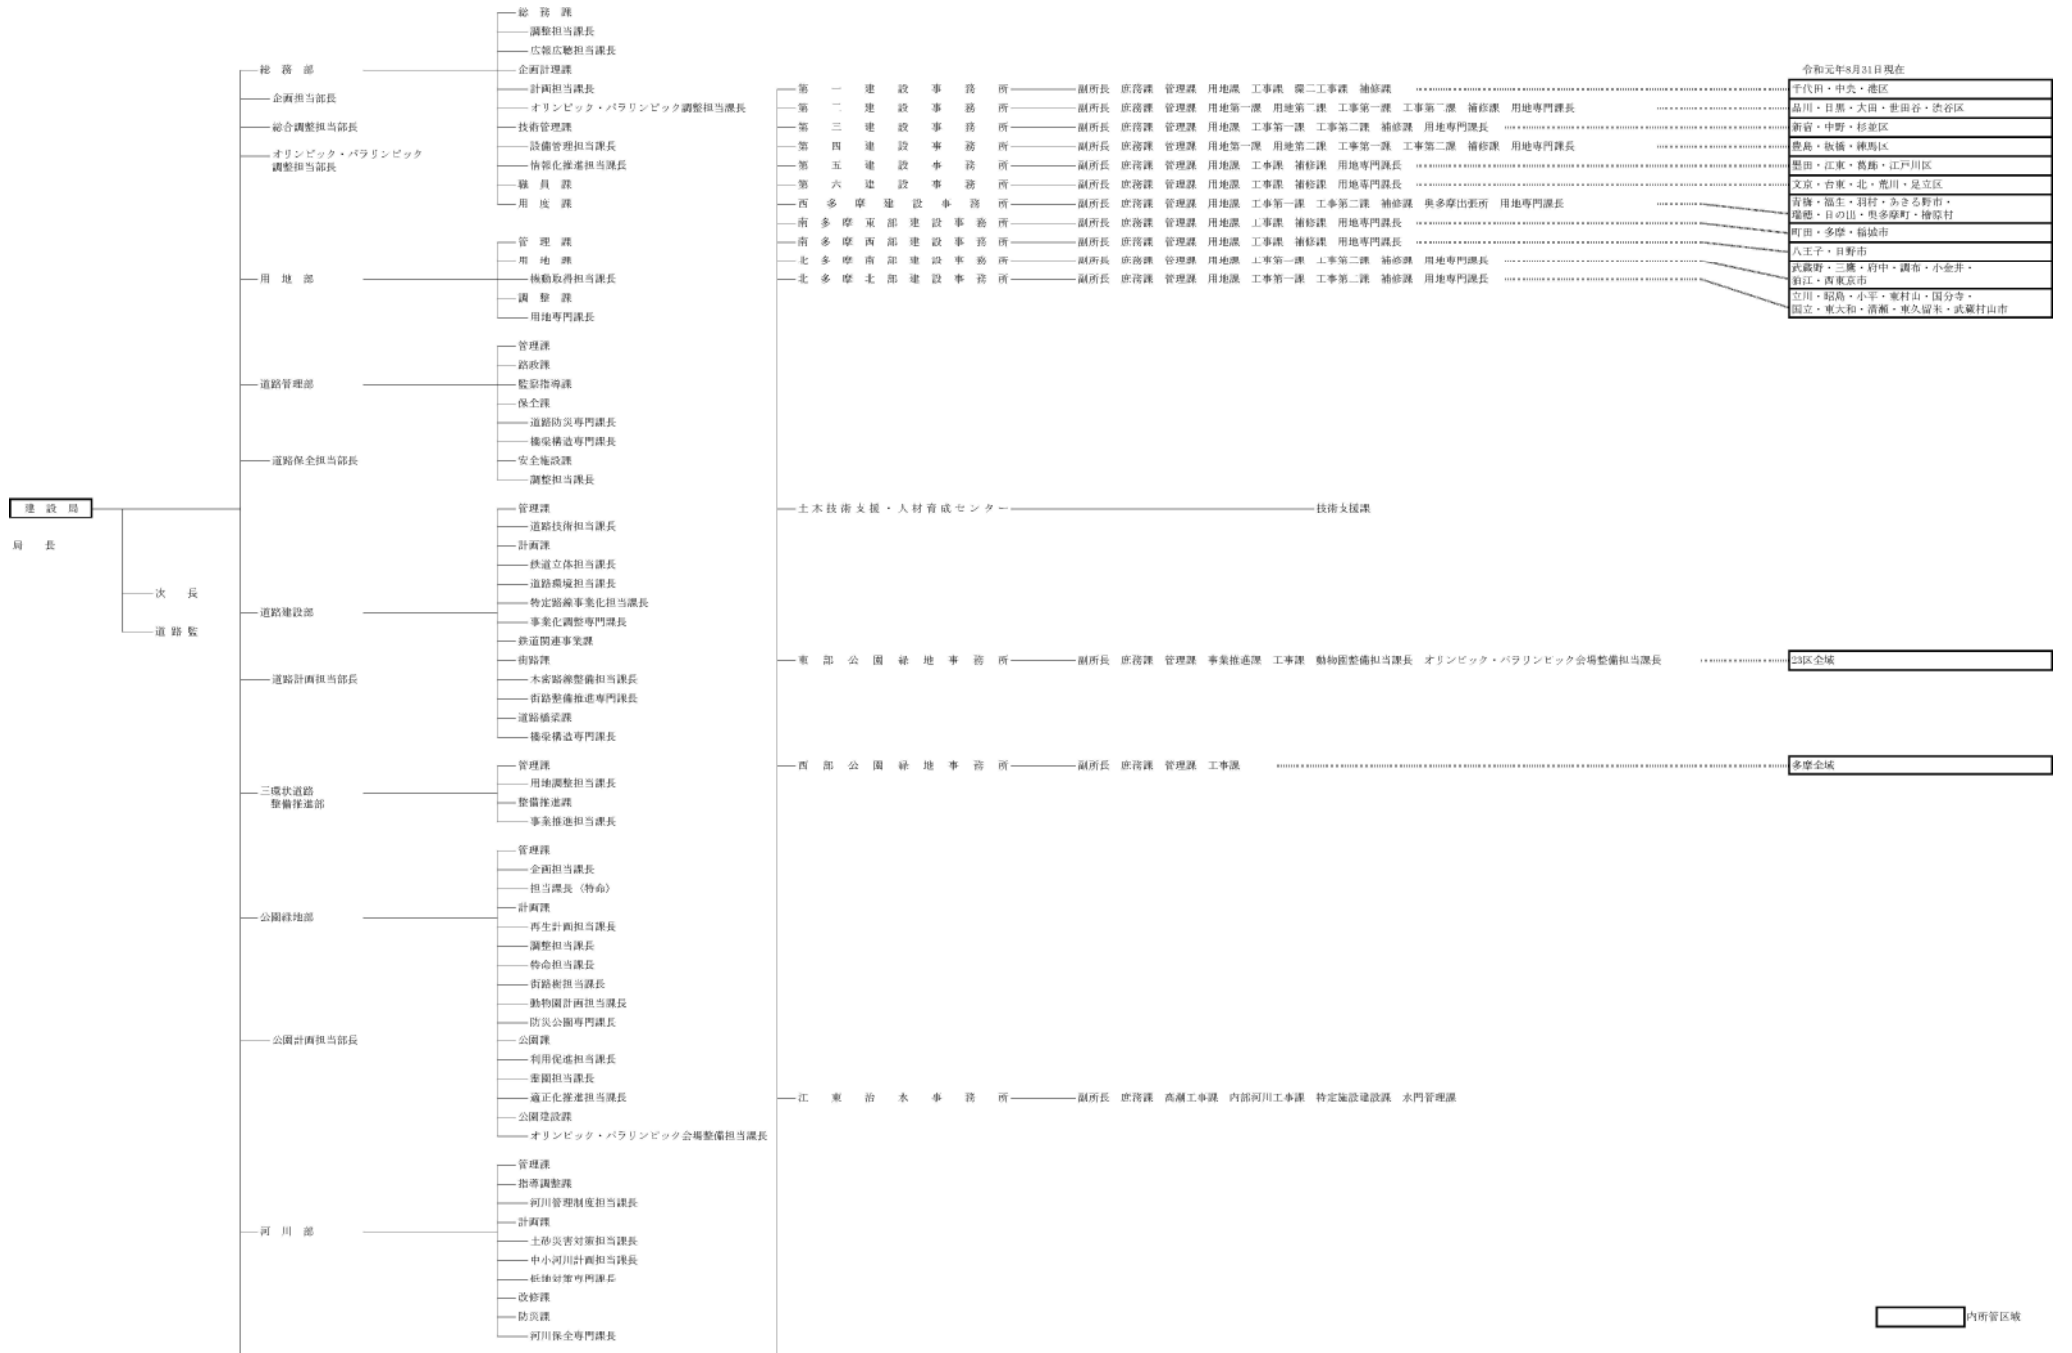 令和元年8月31日現在
建設局
局長
次長
道路監
総務部
企画担当部長
総合調整担当部長
オリンピック・パラリンピック
調整担当部長
総務課
調整担当課長
広報広聴担当課長
企画計理課
計画担当課長
オリンピック・パラリンピック調整担当課長
技術管理課
設備管理担当課長
情報化推進担当課長
職員課
用度課
用地部
管理課
用地課
機動取得担当課長
調整課
用地専門課長
道路管理部
道路保全担当部長
管理課
路政課
監察指導課
保全課
道路防災専門課長
橋梁構造専門課長
安全施設課
調整担当課長
道路建設部
道路計画担当部長
管理課
道路技術担当課長
計画課
鉄道立体担当課長
道路環境担当課長
特定路線事業化担当課長
事業化調整専門課長
鉄道関連事業課
街路課
木密路線整備担当課長
街路整備推進専門課長
道路橋梁課
橋梁構造専門課長
三環状道路
整備推進部
管理課
用地調整担当課長
整備推進課
事業推進担当課長
公園緑地部
公園計画担当部長
管理課
企画担当課長
担当課長（特命）
計画課
再生計画担当課長
調整担当課長
特命担当課長
街路樹担当課長
動物園計画担当課長
防災公園専門課長
公園課
利用促進担当課長
霊園担当課長
適正化推進担当課長
公園建設課
オリンピック・パラリンピック会場整備担当課長
河川部
管理課
指導調整課
河川管理制度担当課長
計画課
土砂災害対策担当課長
中小河川計画担当課長
低地対策専門課長
改修課
防災課
河川保全専門課長
第一建設事務所 副所長 庶務課 管理課 用地課 工事課 環二工事課 補修課 千代田・中央・港区
第二建設事務所 副所長 庶務課 管理課 用地第一課 用地第二課 工事第一課 工事第二課 補修課 用地専門課長 品川・目黒・大田・世田谷・渋谷区
第三建設事務所 副所長 庶務課 管理課 用地課 工事第一課 工事第二課 補修課 用地専門課長 新宿・中野・杉並区
第四建設事務所 副所長 庶務課 管理課 用地第一課 用地第二課 工事第一課 工事第二課 補修課 用地専門課長 豊島・板橋・練馬区
第五建設事務所 副所長 庶務課 管理課 用地課 工事課 補修課 用地専門課長 墨田・江東・葛飾・江戸川区
第六建設事務所 副所長 庶務課 管理課 用地課 工事課 補修課 用地専門課長 文京・台東・北・荒川・足立区
西多摩建設事務所 副所長 庶務課 管理課 用地課 工事第一課 工事第二課 補修課 奥多摩出張所 用地専門課長 青梅・福生・羽村・あきる野市・
瑞穂・日の出・奥多摩町・檜原村
南多摩東部建設事務所 副所長 庶務課 管理課 用地課 工事課 補修課 用地専門課長 町田・多摩・稲城市
南多摩西部建設事務所 副所長 庶務課 管理課 用地課 工事課 補修課 用地専門課長 八王子・日野市
北多摩南部建設事務所 副所長 庶務課 管理課 用地課 工事第一課 工事第二課 補修課 用地専門課長 武蔵野・三鷹・府中・調布・小金井・
狛江・西東京市
北多摩北部建設事務所 副所長 庶務課 管理課 用地課 工事第一課 工事第二課 補修課 用地専門課長 立川・昭島・小平・東村山・国分寺・
国立・東大和・清瀬・東久留米・武蔵村山市
土木技術支援・人材育成センター 技術支援課
東部公園緑地事務所 副所長 庶務課 管理課 事業推進課 工事課 動物園整備担当課長 オリンピック・パラリンピック会場整備担当課長 23区全域
西部公園緑地事務所 副所長 庶務課 管理課 工事課 多摩全域
江東治水事務所 副所長 庶務課 高潮工事課 内部河川工事課 特定施設建設課 水門管理課
内所管区域